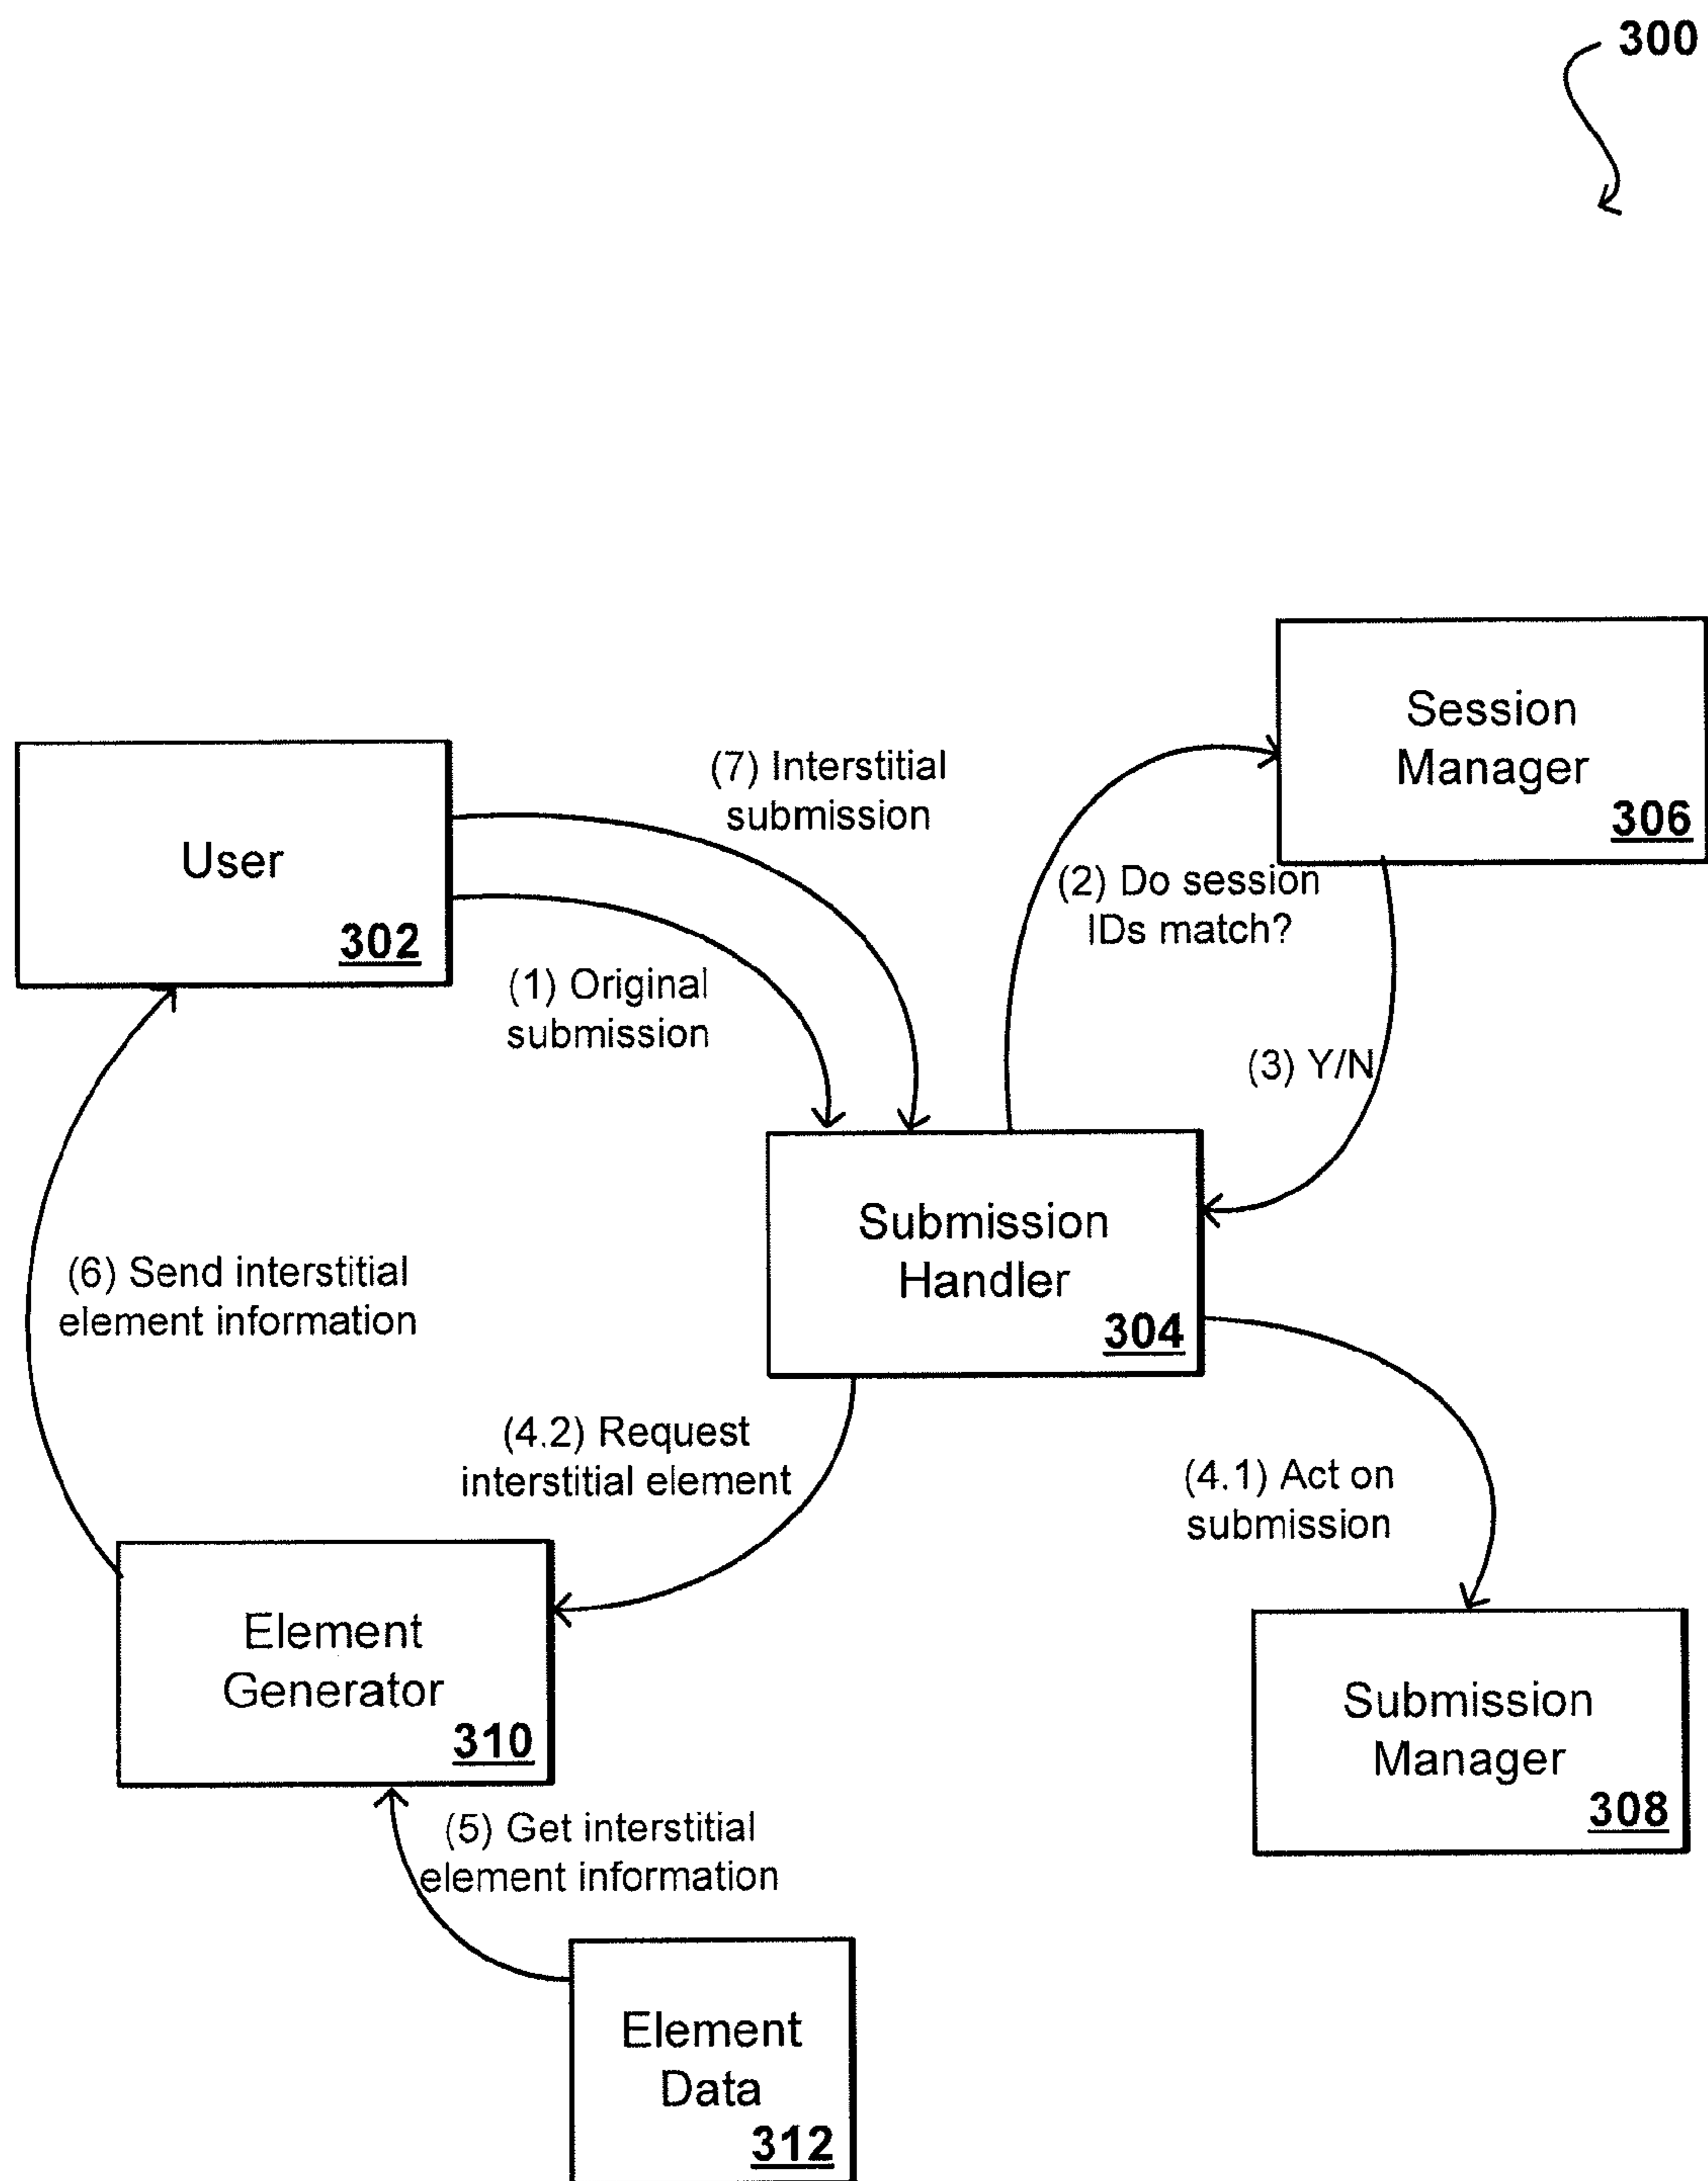 300
Session
Manager
306
(7) Interstitial
submission
User
302
(2) Do session
IDs match?
(1) Original
submission
(3) Y/N
Submission
Handler
304
(6) Send interstitial
element information
(4.2) Request
interstitial element
(4.1) Act on
submission
Element
Generator
310
Submission
Manager
308
(5) Get interstitial
element information
Element
Data
312